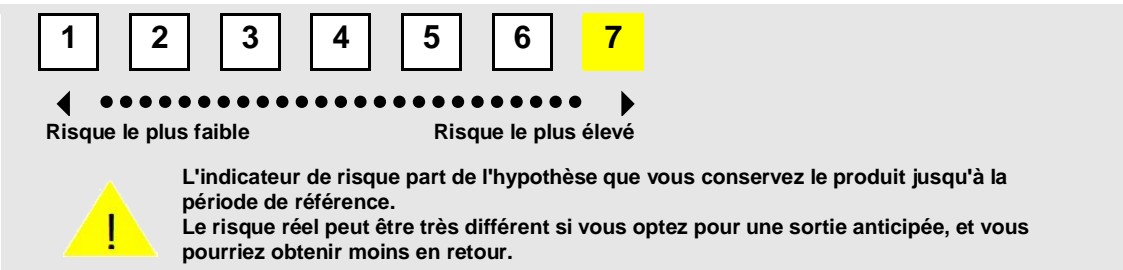 1 2 3 4 5 6 7
Risque le plus faible Risque le plus élevé
L'indicateur de risque part de l'hypothèse que vous conservez le produit jusqu'à la
période de référence.
Le risque réel peut être très différent si vous optez pour une sortie anticipée, et vous
pourriez obtenir moins en retour.
!